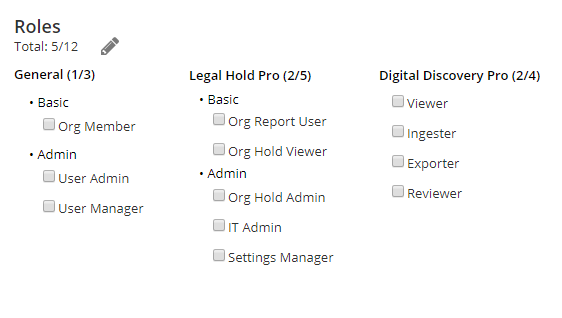 Roles
Total: 5/12
General (1/3)
• Basic
Org Member
• Admin
User Admin
User Manager
Legal Hold Pro (2/5)
• Basic
Org Report User
Org Hold Viewer
• Admin
Org Hold Admin
IT Admin
Settings Manager
Digital Discovery Pro (2/4)
Viewer
Ingester
Exporter
Reviewer